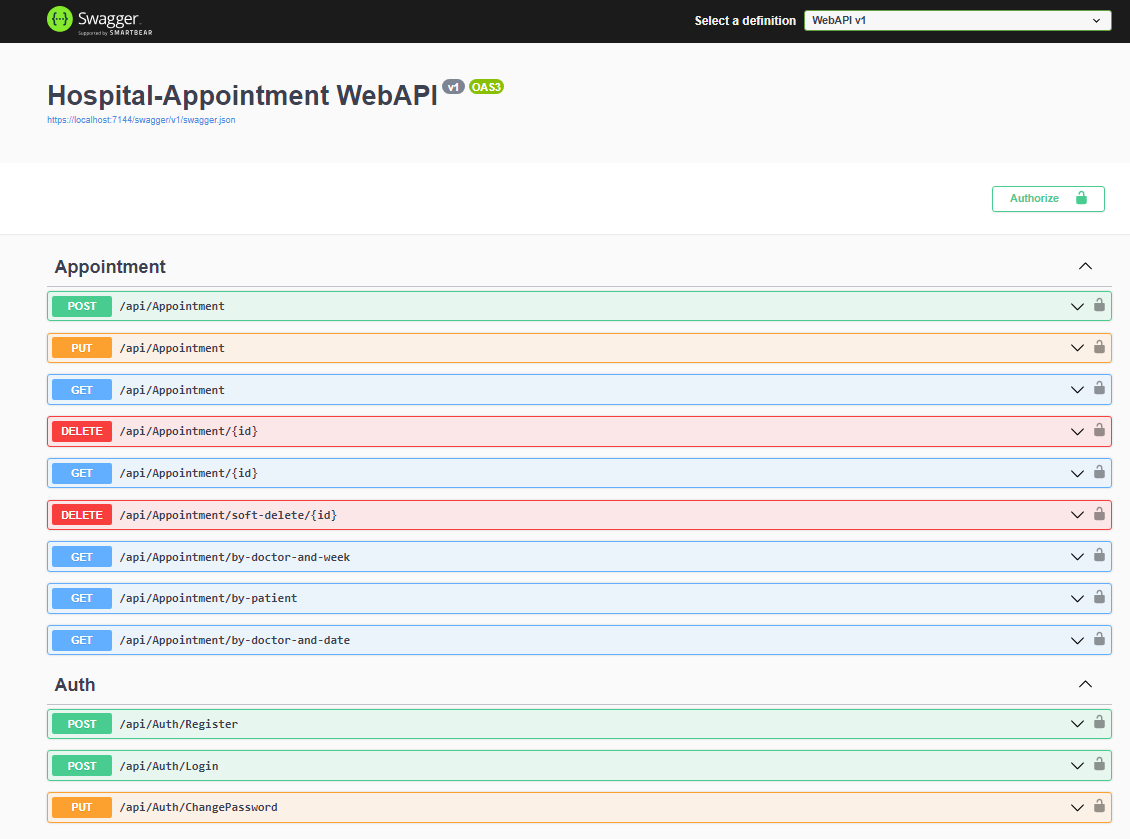 {...} Swagger.
Supported by SMARTBEAR
Select a definition WebAPI v1
Hospital-Appointment WebAPI v1 OAS3
https://localhost:7144/swagger/v1/swagger.json
Authorize
Appointment
POST /api/Appointment
PUT /api/Appointment
GET /api/Appointment
DELETE /api/Appointment/{id}
GET /api/Appointment/{id}
DELETE /api/Appointment/soft-delete/{id}
GET /api/Appointment/by-doctor-and-week
GET /api/Appointment/by-patient
GET /api/Appointment/by-doctor-and-date
Auth
POST /api/Auth/Register
POST /api/Auth/Login
PUT /api/Auth/ChangePassword